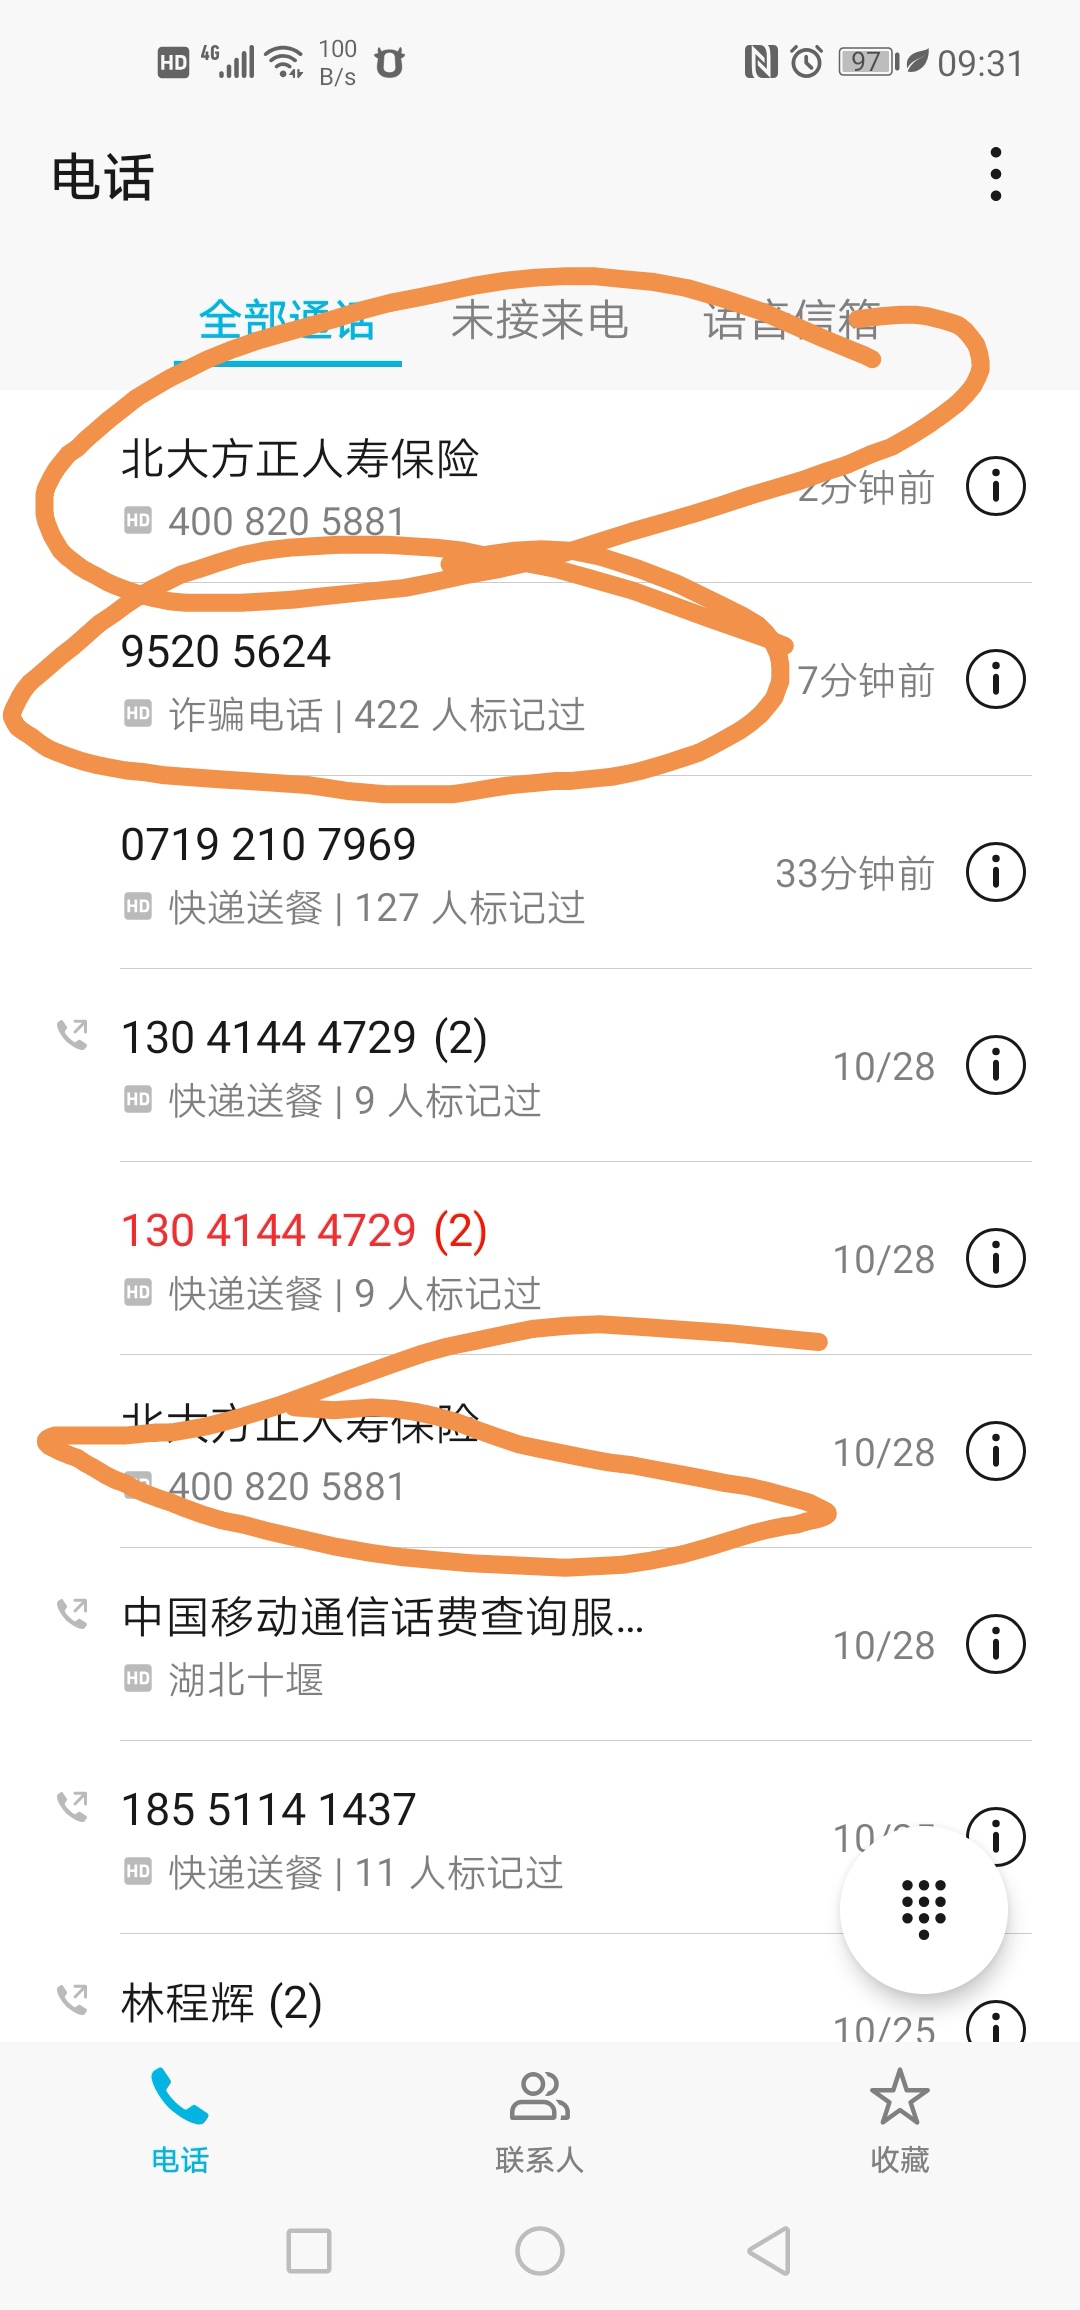 HD 4G 100 B/s 97 09:31
电话
全部通话 未接来电 语音信箱
北大方正人寿保险
HD 400 820 5881
2分钟前
9520 5624
HD 诈骗电话 | 422 人标记过
7分钟前
0719 210 7969
HD 快递送餐 | 127 人标记过
33分钟前
130 4144 4729 (2)
HD 快递送餐 | 9 人标记过
10/28
130 4144 4729 (2)
HD 快递送餐 | 9 人标记过
10/28
北大方正人寿保险
HD 400 820 5881
10/28
中国移动通信话费查询服...
HD 湖北十堰
10/28
185 5114 1437
HD 快递送餐 | 11 人标记过
林程辉 (2)
10/25
电话 联系人 收藏